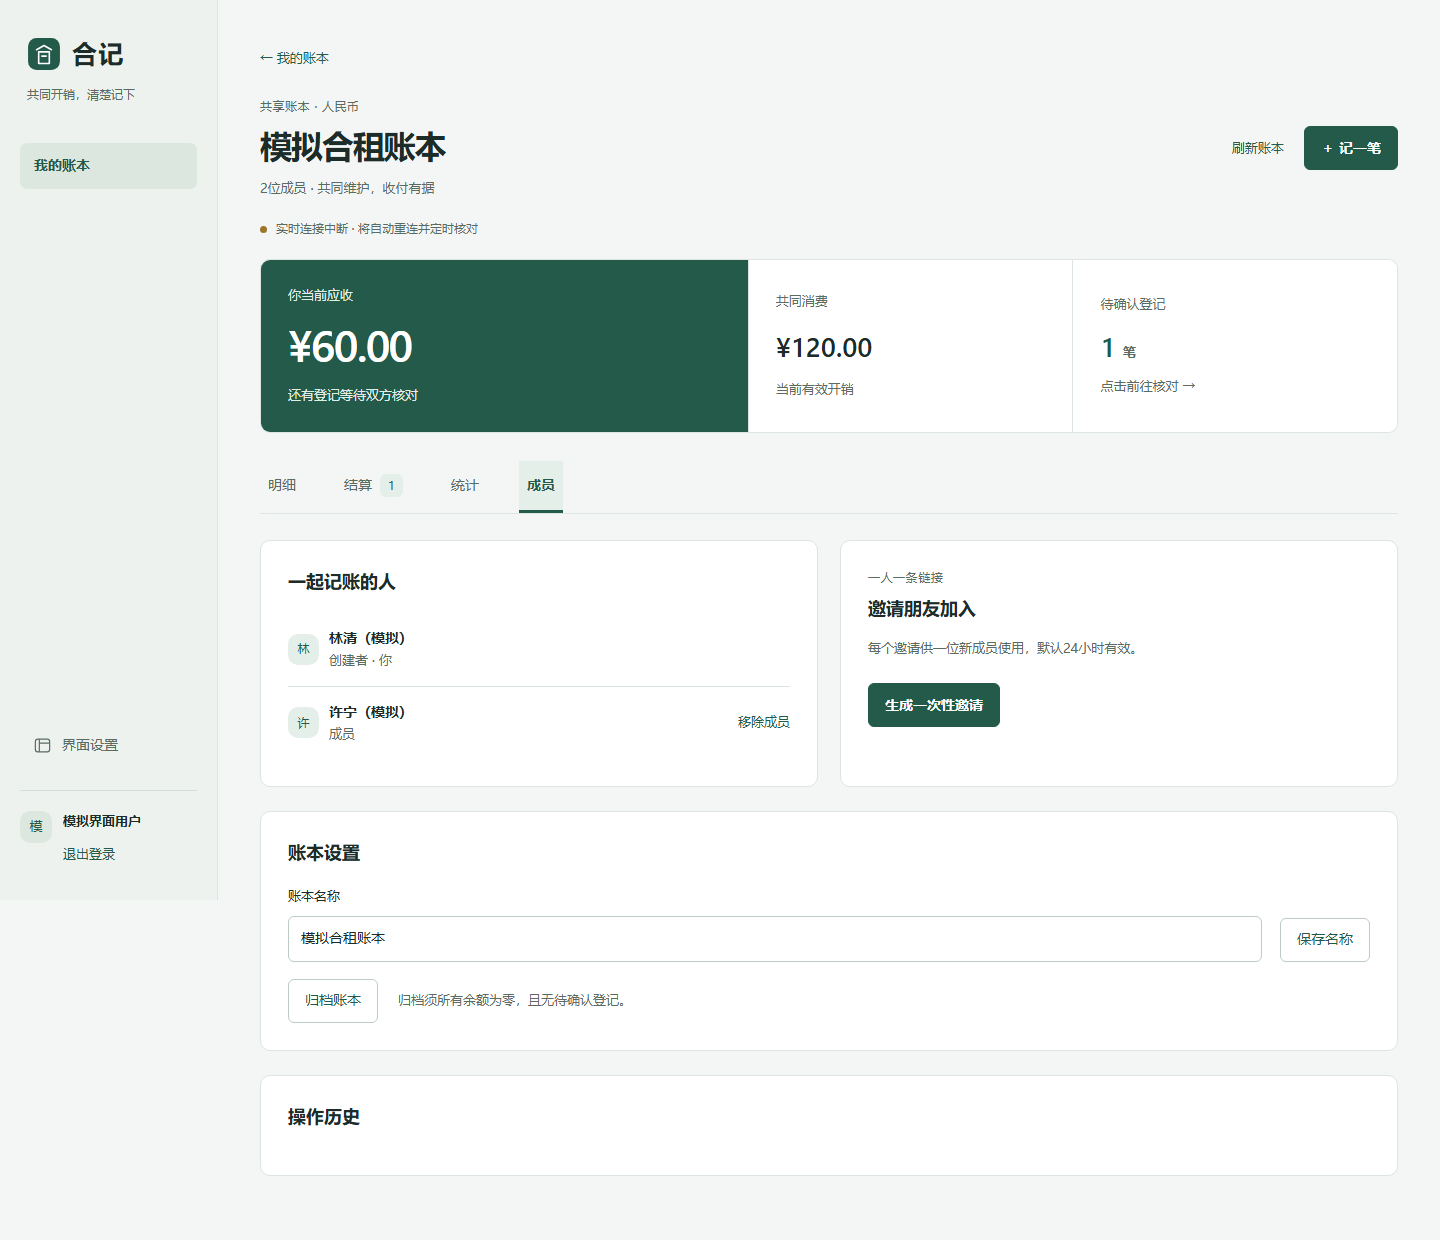 合记
共同开销，清楚记下
我的账本
界面设置
模
模拟界面用户
退出登录
← 我的账本
共享账本 · 人民币
模拟合租账本
2位成员 · 共同维护，收付有据
实时连接中断 · 将自动重连并定时核对
刷新账本
+ 记一笔
你当前应收
¥60.00
还有登记等待双方核对
共同消费
¥120.00
当前有效开销
待确认登记
1 笔
点击前往核对 →
明细 结算 1 统计 成员
一起记账的人
林
林清（模拟）
创建者 · 你
许
许宁（模拟）
成员
移除成员
一人一条链接
邀请朋友加入
每个邀请供一位新成员使用，默认24小时有效。
生成一次性邀请
账本设置
账本名称
模拟合租账本
保存名称
归档账本
归档须所有余额为零，且无待确认登记。
操作历史